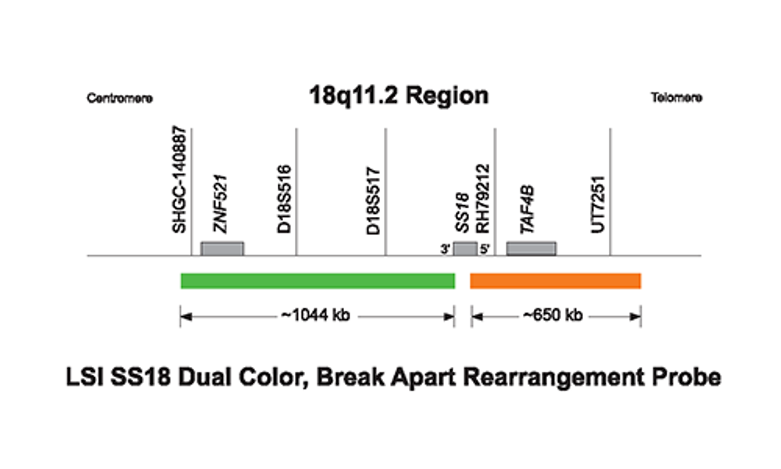 Centromere
18q11.2 Region
Telomere
SHGC-140887
ZNF521
D18S516
D18S517
3'
SS18
5'
RH79212
TAF4B
UT7251
~1044 kb
~650 kb
LSI SS18 Dual Color, Break Apart Rearrangement Probe